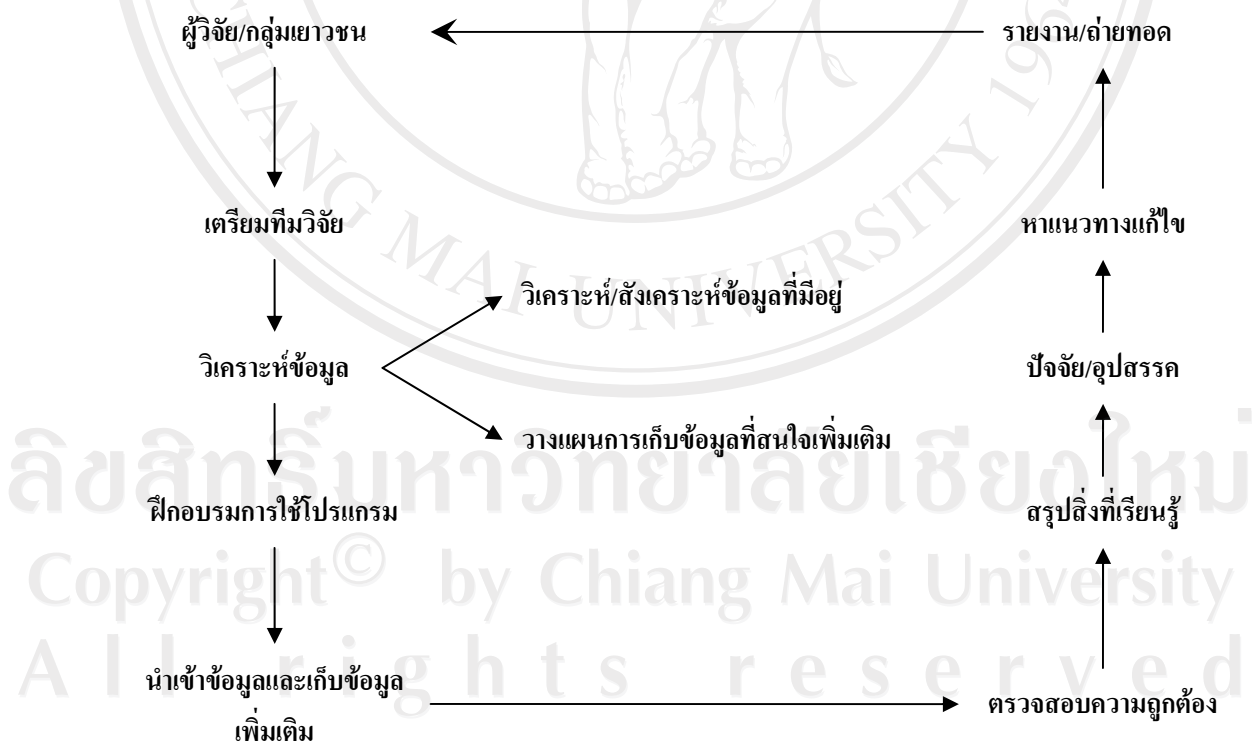 ผู้วิจัย/กลุ่มเยาวชน
รายงาน/ถ่ายทอด
เตรียมทีมวิจัย
หาแนวทางแก้ไข
วิเคราะห์/สังเคราะห์ข้อมูลที่มีอยู่
วิเคราะห์ข้อมูล
ปัจจัย/อุปสรรค
วางแผนการเก็บข้อมูลที่สนใจเพิ่มเติม
ฝึกอบรมการใช้โปรแกรม
สรุปสิ่งที่เรียนรู้
นำเข้าข้อมูลและเก็บข้อมูล
เพิ่มเติม
ตรวจสอบความถูกต้อง
CHIANG MAI UNIVERSITY 1964
ลิขสิทธิ์มหาวิทยาลัยเชียงใหม่
Copyright© by Chiang Mai University
All rights reserved